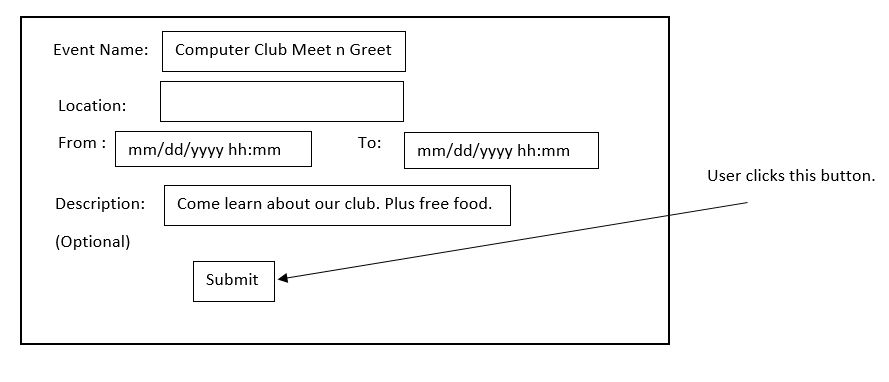 Event Name: Computer Club Meet n Greet
Location:
From : mm/dd/yyyy hh:mm To: mm/dd/yyyy hh:mm
User clicks this button.
Description: Come learn about our club. Plus free food.
(Optional)
Submit